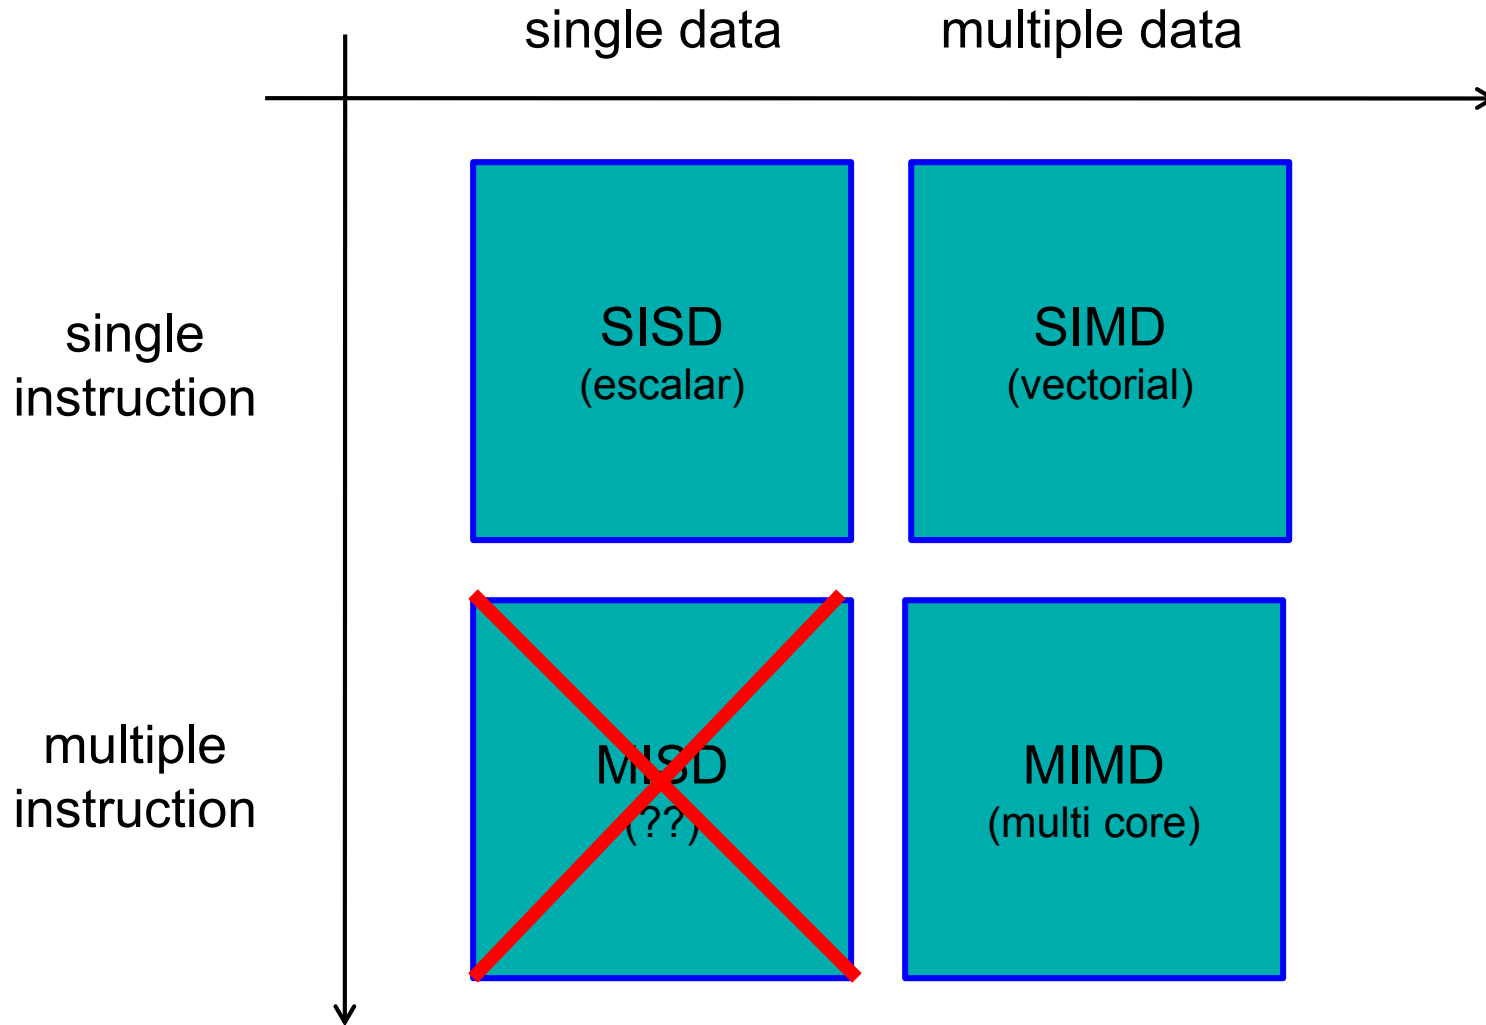 single data
multiple data
single
instruction
SISD
(escalar)
SIMD
(vectorial)
multiple
instruction
MISD
(??)
MIMD
(multi core)